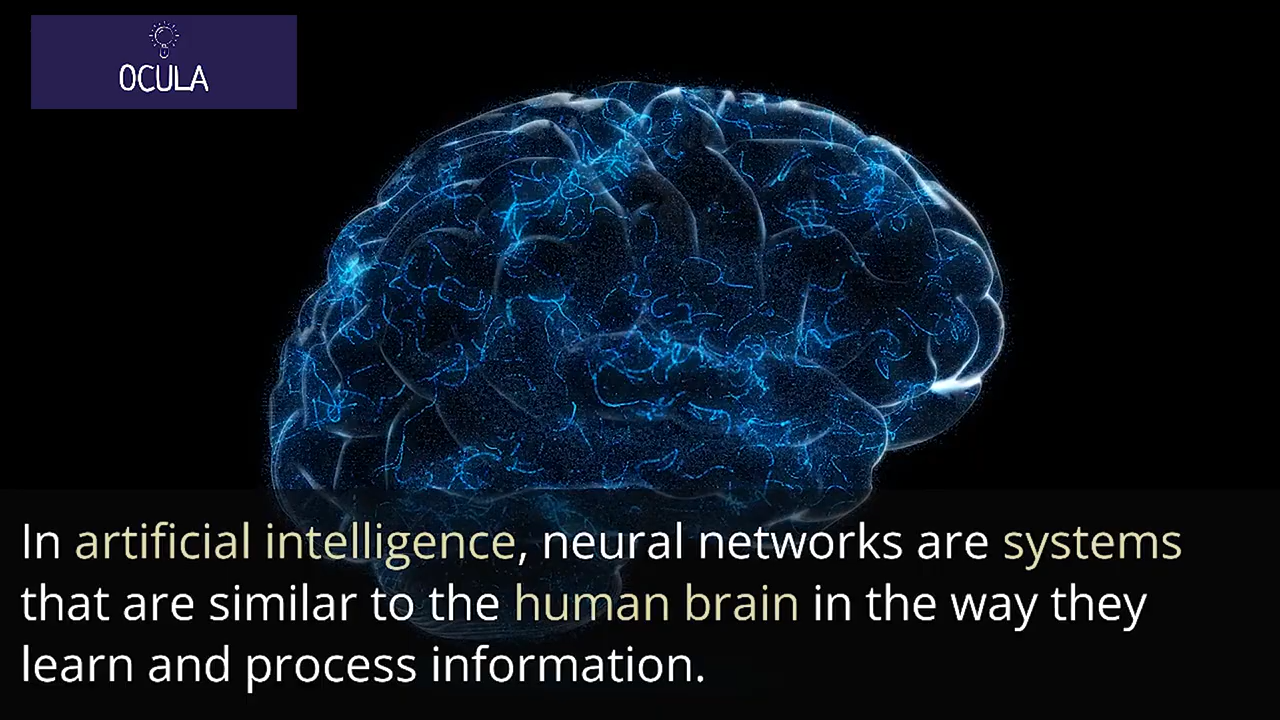 OCULA
In artificial intelligence, neural networks are systems
that are similar to the human brain in the way they
learn and process information.